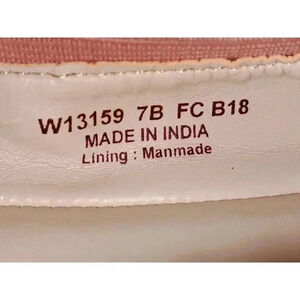 W13159 7B FC B18
MADE IN INDIA
Lining : Manmade